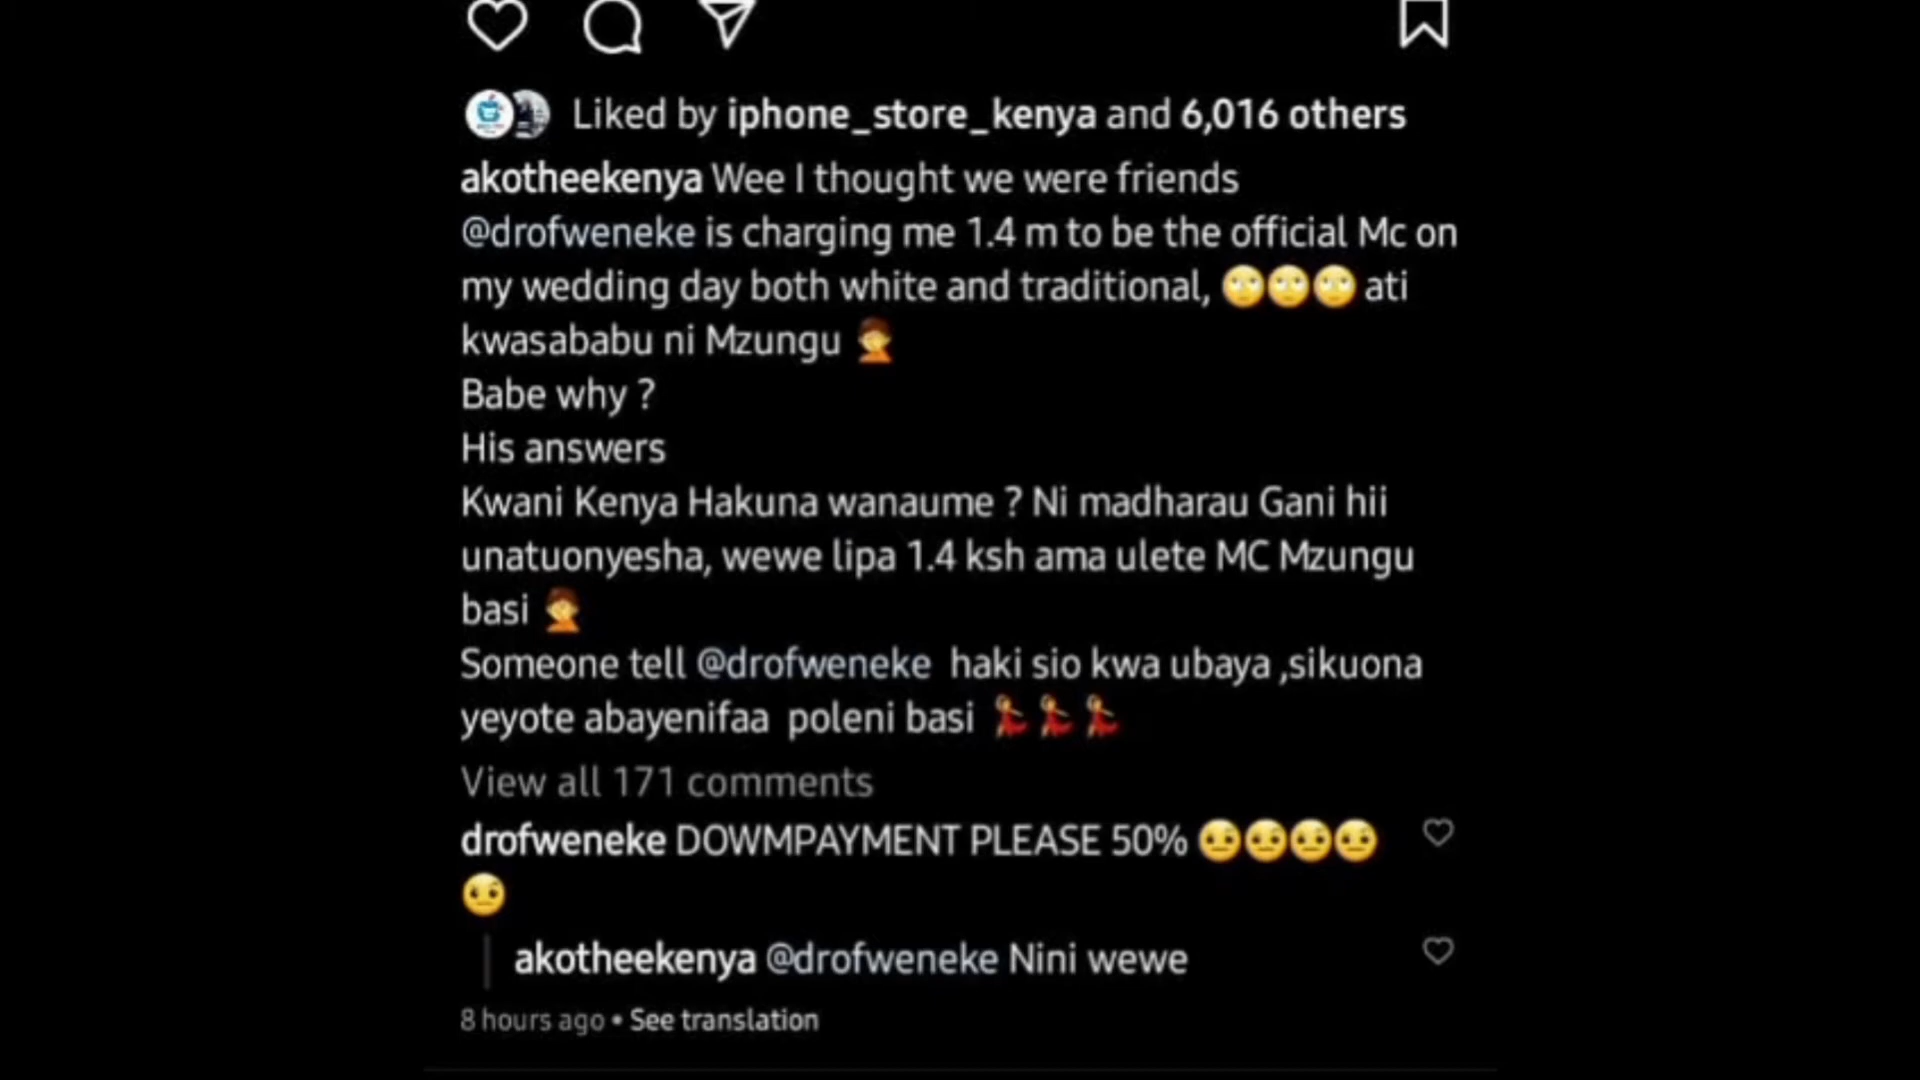 Liked by iphone_store_kenya and 6,016 others
akotheekenya Wee I thought we were friends
@drofweneke is charging me 1.4 m to be the official Mc on
my wedding day both white and traditional, 🙄🙄🙄 ati
kwasababu ni Mzungu 🤦
Babe why ?
His answers
Kwani Kenya Hakuna wanaume ? Ni madharau Gani hii
unatuonyesha, wewe lipa 1.4 ksh ama ulete MC Mzungu
basi 🤦
Someone tell @drofweneke haki sio kwa ubaya ,sikuona
yeyote abayenifaa poleni basi 💃💃💃
View all 171 comments
drofweneke DOWMPAYMENT PLEASE 50% 🤨🤨🤨🤨
🤨
akotheekenya @drofweneke Nini wewe
8 hours ago • See translation